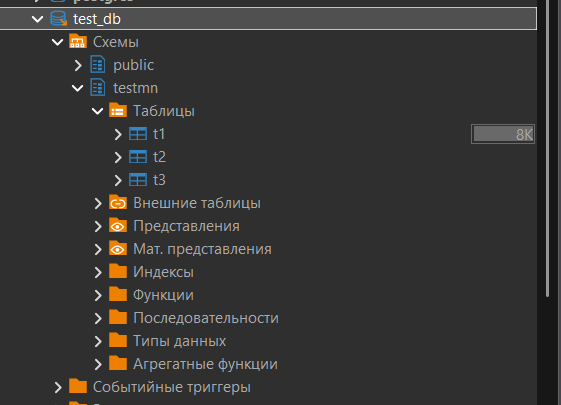 postgres
test_db
Схемы
public
testmn
Таблицы
t1 8K
t2
t3
Внешние таблицы
Представления
Мат. представления
Индексы
Функции
Последовательности
Типы данных
Агрегатные функции
Событийные триггеры